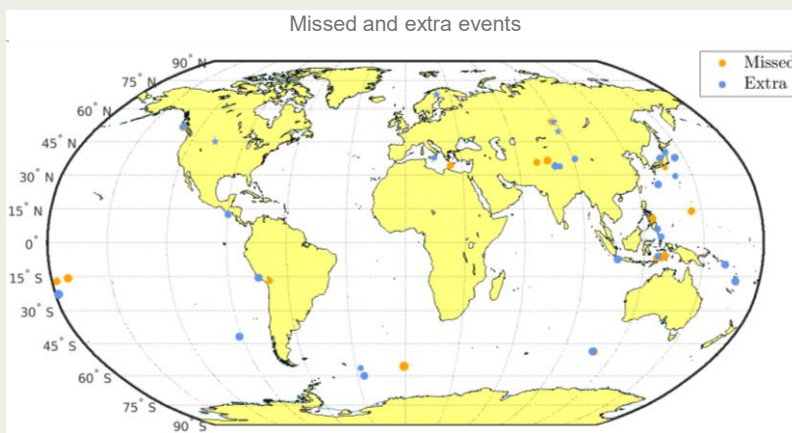 Missed and extra events
90° N
75° N
60° N
45° N
30° N
15° N
0°
15° S
30° S
45° S
60° S
75° S
90° S
Missed
Extra